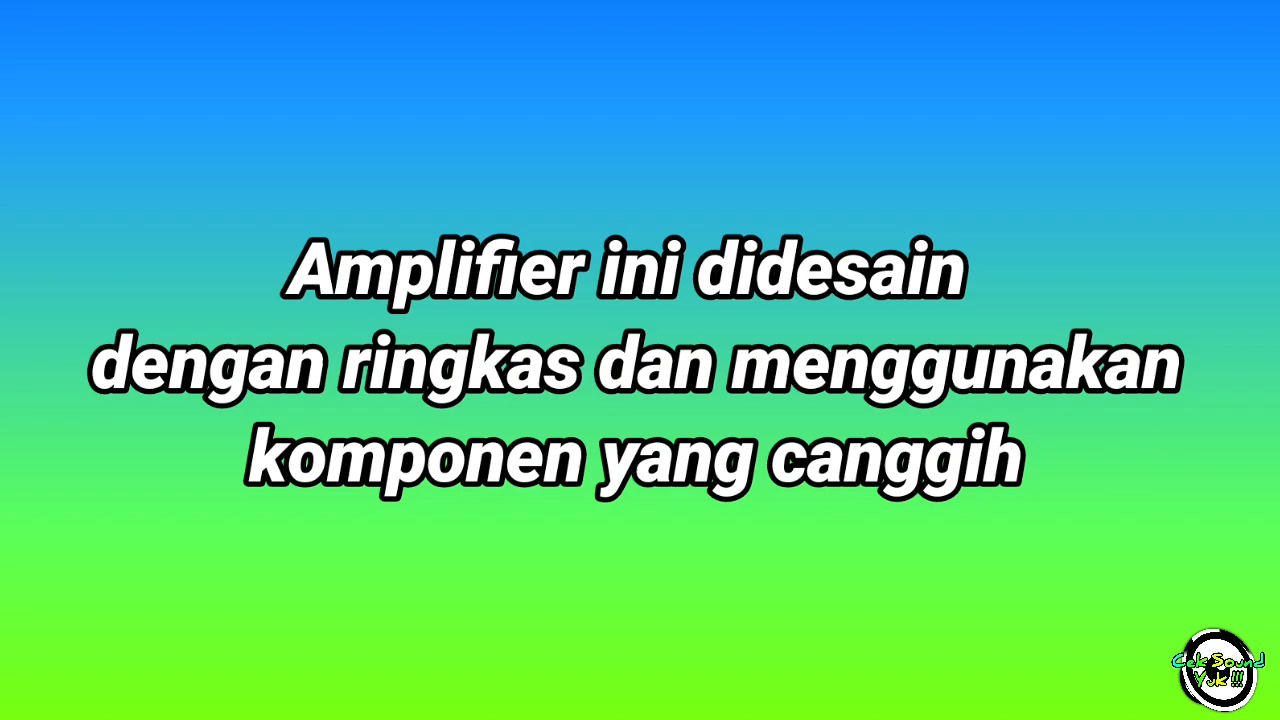 Amplifier ini didesain
dengan ringkas dan menggunakan
komponen yang canggih
Cek Sound
Yuk !!!